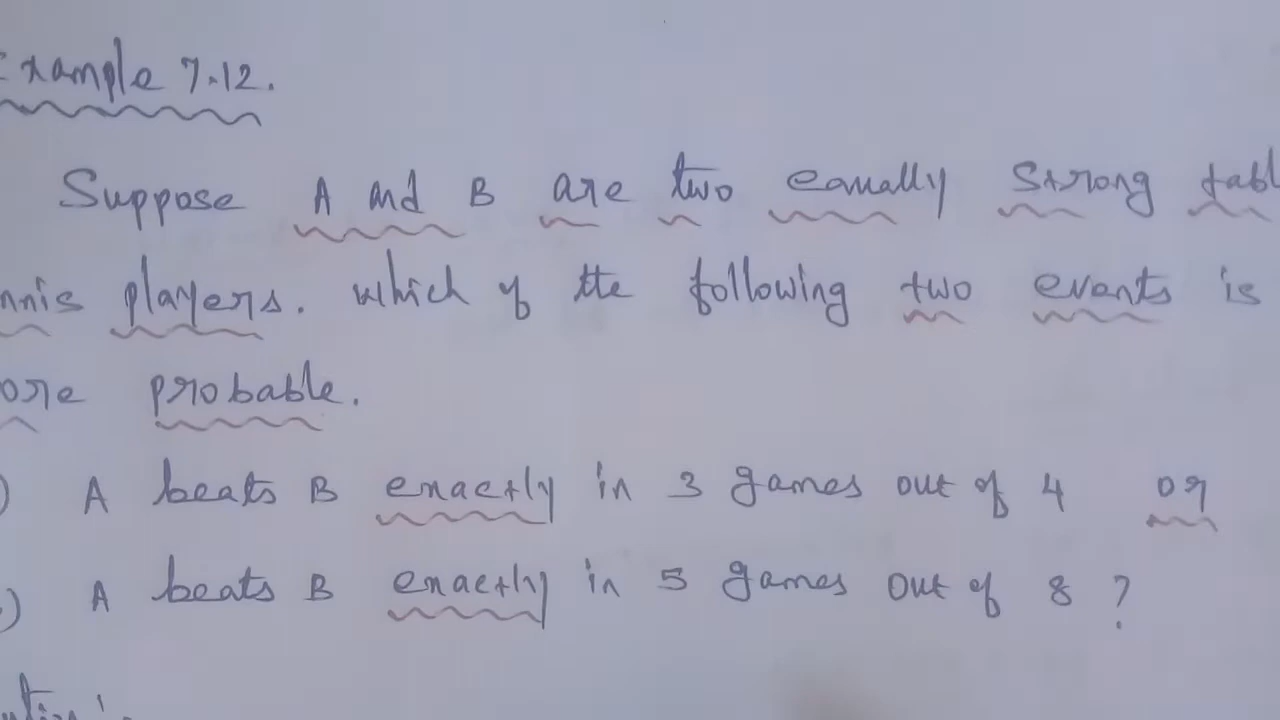 Example 7.12.
Suppose A and B are two equally strong tabl
nnis players. which of the following two events is
ore probable.
) A beats B exactly in 3 games out of 4 or
) A beats B exactly in 5 games out of 8 ?